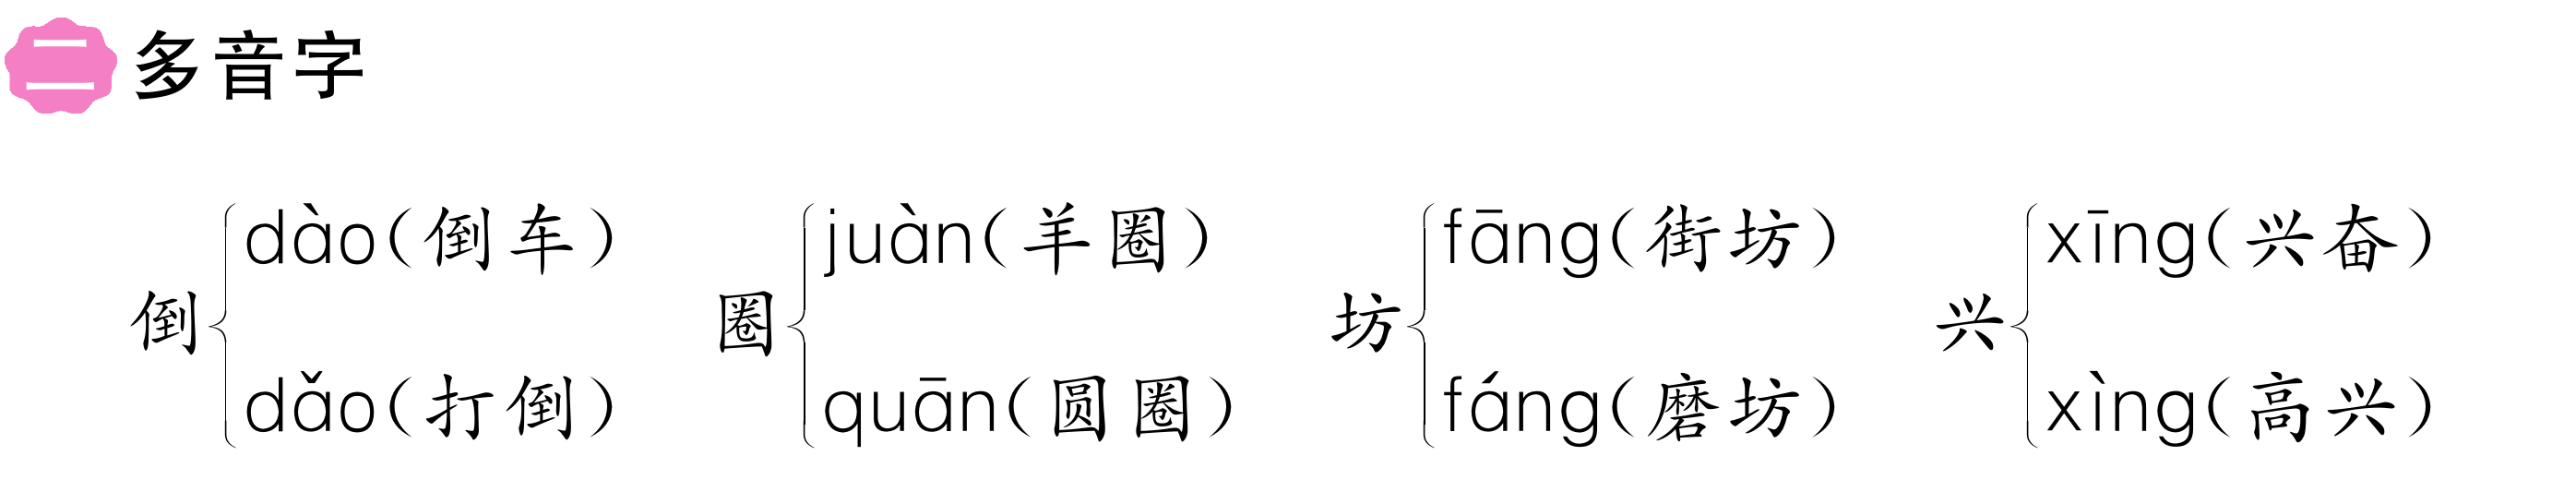 二 多音字
dào(倒车) juàn(羊圈) fāng(街坊) xīng(兴奋)
倒 圈 坊 兴
dǎo(打倒) quān(圆圈) fáng(磨坊) xìng(高兴)